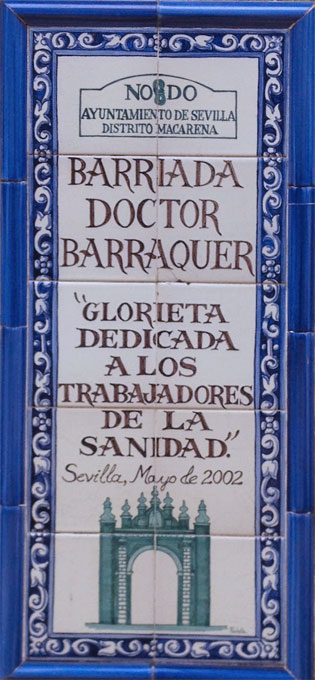 NO8DO
AYUNTAMIENTO DE SEVILLA
DISTRITO MACARENA
BARRIADA
DOCTOR
BARRAQUER
"GLORIETA
DEDICADA
A LOS
TRABAJADORES
DE LA
SANIDAD."
Sevilla, Mayo de 2002